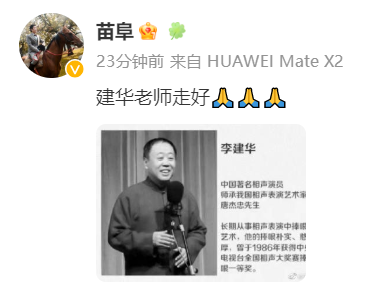 苗阜
23分钟前 来自 HUAWEI Mate X2
建华老师走好🙏🙏🙏
李建华
中国著名相声演员
师承我国相声表演艺术家
唐杰忠先生
长期从事相声表演中捧哏
艺术，他的捧哏朴实、憨
厚，曾于1986年获得中央
电视台全国相声大奖赛捧
哏一等奖。